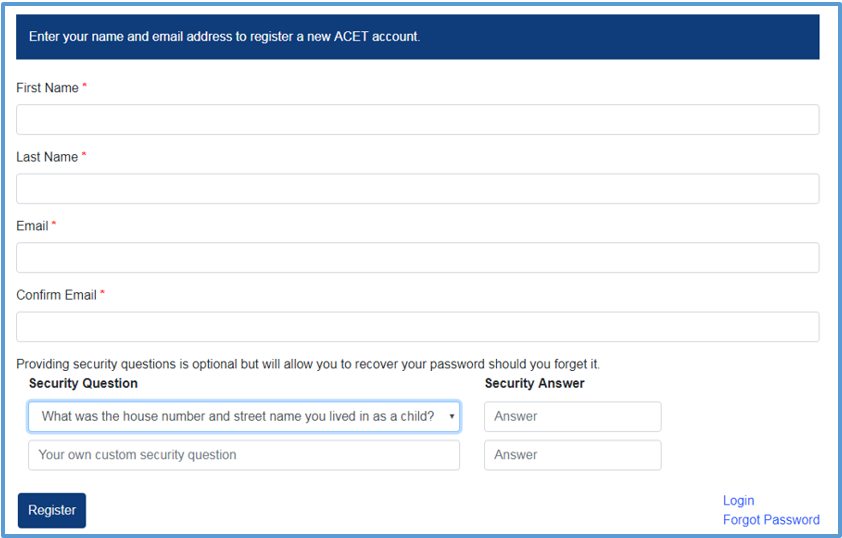 Enter your name and email address to register a new ACET account.
First Name *
Last Name *
Email *
Confirm Email *
Providing security questions is optional but will allow you to recover your password should you forget it.
Security Question Security Answer
What was the house number and street name you lived in as a child? Answer
Your own custom security question Answer
Register Login
Forgot Password